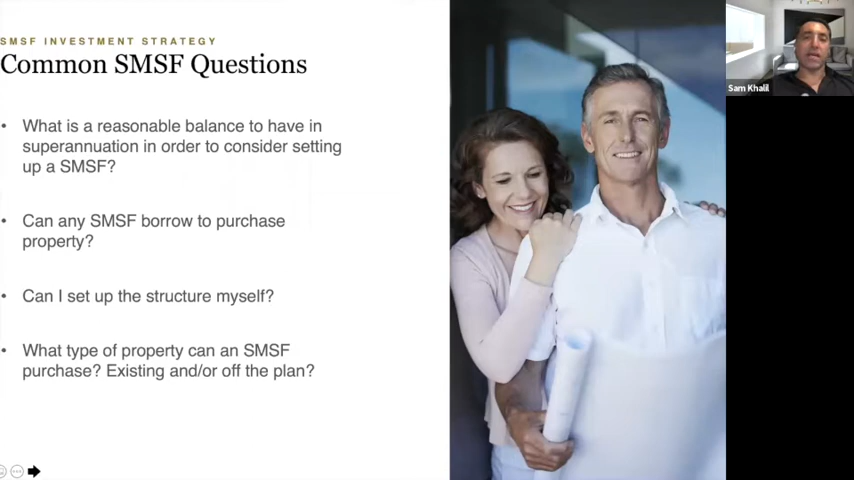 SMSF INVESTMENT STRATEGY
Common SMSF Questions
• What is a reasonable balance to have in
superannuation in order to consider setting
up a SMSF?
• Can any SMSF borrow to purchase
property?
• Can I set up the structure myself?
• What type of property can an SMSF
purchase? Existing and/or off the plan?
Sam Khalil